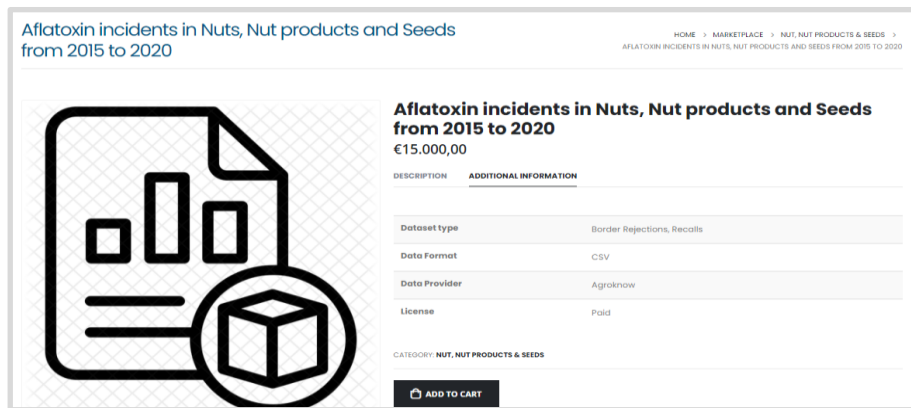 Aflatoxin incidents in Nuts, Nut products and Seeds
from 2015 to 2020
HOME > MARKETPLACE > NUT, NUT PRODUCTS & SEEDS >
AFLATOXIN INCIDENTS IN NUTS, NUT PRODUCTS AND SEEDS FROM 2015 TO 2020
Aflatoxin incidents in Nuts, Nut products and Seeds
from 2015 to 2020
€15.000,00
DESCRIPTION ADDITIONAL INFORMATION
Dataset type Border Rejections, Recalls
Data Format CSV
Data Provider Agroknow
License Paid
CATEGORY: NUT, NUT PRODUCTS & SEEDS
ADD TO CART